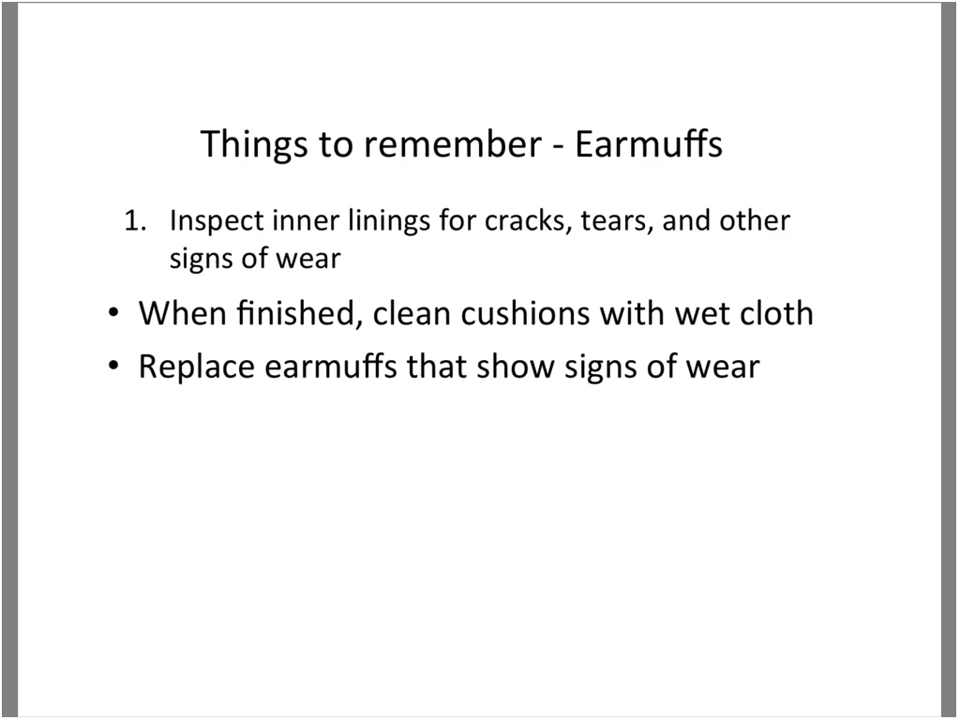 Things to remember - Earmuffs
1. Inspect inner linings for cracks, tears, and other
signs of wear
• When finished, clean cushions with wet cloth
• Replace earmuffs that show signs of wear